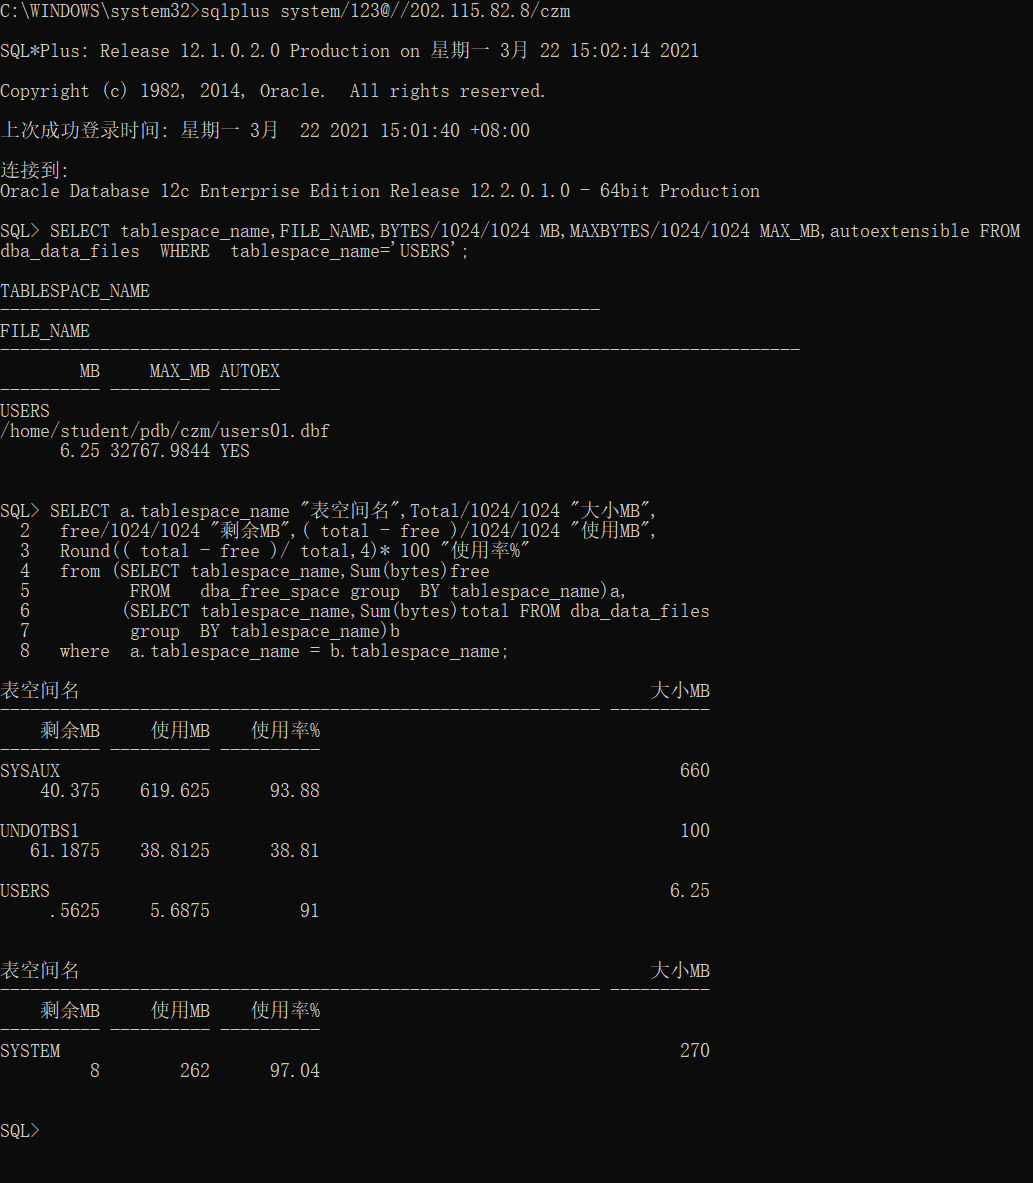 C:\WINDOWS\system32>sqlplus system/123@//202.115.82.8/czm
SQL*Plus: Release 12.1.0.2.0 Production on 星期一 3月 22 15:02:14 2021
Copyright (c) 1982, 2014, Oracle.  All rights reserved.
上次成功登录时间: 星期一 3月  22 2021 15:01:40 +08:00
连接到:
Oracle Database 12c Enterprise Edition Release 12.2.0.1.0 - 64bit Production
SQL> SELECT tablespace_name,FILE_NAME,BYTES/1024/1024 MB,MAXBYTES/1024/1024 MAX_MB,autoextensible FROM
dba_data_files  WHERE  tablespace_name='USERS';
TABLESPACE_NAME
------------------------------------------------------------
FILE_NAME
--------------------------------------------------------------------------------
        MB     MAX_MB AUTOEX
---------- ---------- ------
USERS
/home/student/pdb/czm/users01.dbf
      6.25 32767.9844 YES
SQL> SELECT a.tablespace_name "表空间名",Total/1024/1024 "大小MB",
  2   free/1024/1024 "剩余MB",( total - free )/1024/1024 "使用MB",
  3   Round(( total - free )/ total,4)* 100 "使用率%"
  4   from (SELECT tablespace_name,Sum(bytes)free
  5          FROM   dba_free_space group  BY tablespace_name)a,
  6         (SELECT tablespace_name,Sum(bytes)total FROM dba_data_files
  7          group  BY tablespace_name)b
  8   where  a.tablespace_name = b.tablespace_name;
表空间名                                                         大小MB
------------------------------------------------------------ ----------
    剩余MB     使用MB    使用率%
---------- ---------- ----------
SYSAUX                                                              660
    40.375    619.625      93.88
UNDOTBS1                                                            100
   61.1875    38.8125      38.81
USERS                                                              6.25
     .5625     5.6875         91
表空间名                                                         大小MB
------------------------------------------------------------ ----------
    剩余MB     使用MB    使用率%
---------- ---------- ----------
SYSTEM                                                              270
         8        262      97.04
SQL>